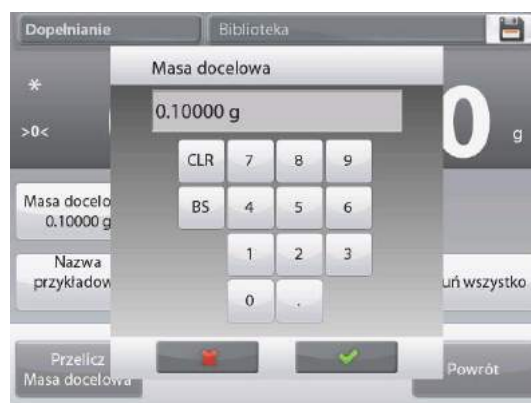 Dopełnianie
Biblioteka
Masa docelowa
*
0.10000 g
>0<
0
g
CLR 7 8 9
Masa docelo
0.10000 g
BS 4 5 6
1 2 3
Nazwa
przykładow
uń wszystko
0 .
Przelicz
Masa docelowa
Powrót